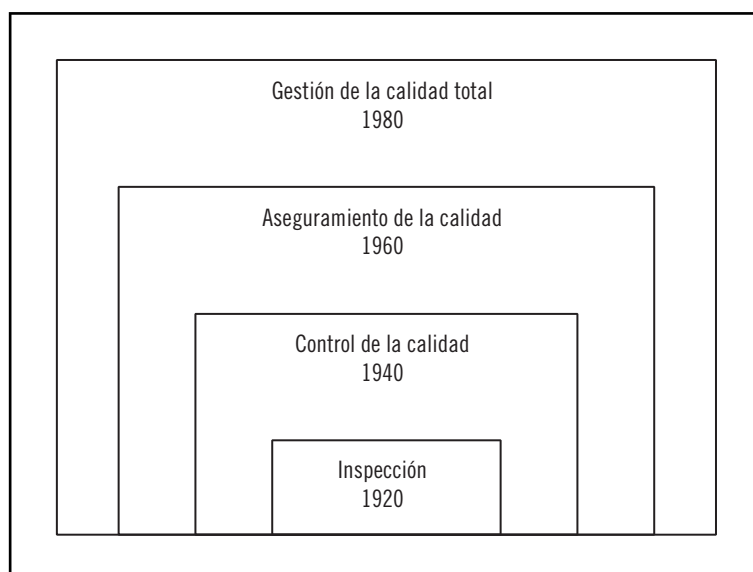 Gestión de la calidad total
1980
Aseguramiento de la calidad
1960
Control de la calidad
1940
Inspección
1920